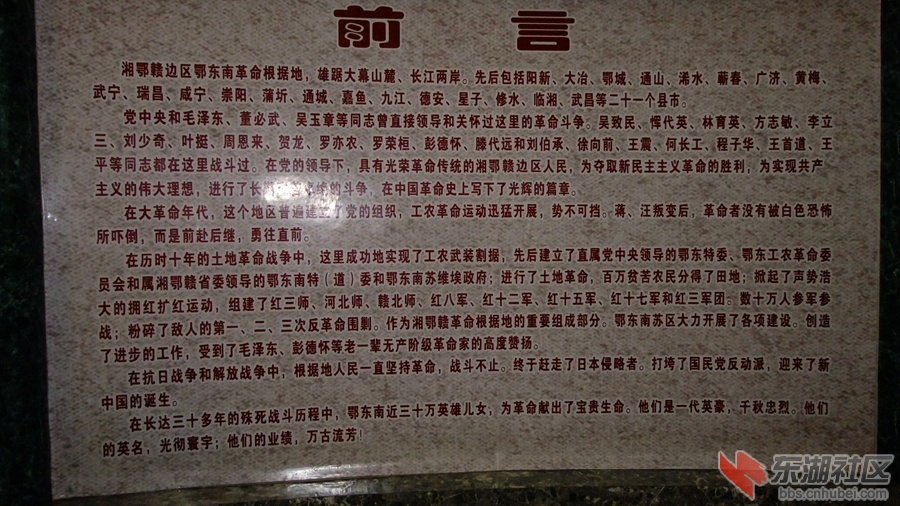 前 言
湘鄂赣边区鄂东南革命根据地，雄踞大幕山麓、长江两岸。先后包括阳新、大冶、鄂城、通山、浠水、蕲春、广济、黄梅、
武宁、瑞昌、咸宁、崇阳、蒲圻、通城、嘉鱼、九江、德安、星子、修水、临湘、武昌等二十一个县市。
党中央和毛泽东、董必武、吴玉章等同志曾直接领导和关怀过这里的革命斗争。吴致民、恽代英、林育英、方志敏、李立
三、刘少奇、叶挺、周恩来、贺龙、罗亦农、罗荣桓、彭德怀、滕代远和刘伯承、徐向前、王震、何长工、程子华、王首道、王
平等同志都在这里战斗过。在党的领导下，具有光荣革命传统的湘鄂赣边区人民，为夺取新民主主义革命的胜利，为实现共产
主义的伟大理想，进行了长的斗争，在中国革命史上写下了光辉的篇章。
在大革命年代，这个地区普遍建立了党的组织，工农革命运动迅猛开展，势不可挡。蒋、汪叛变后，革命者没有被白色恐怖
所吓倒，而是前赴后继，勇往直前。
在历时十年的土地革命战争中，这里成功地实现了工农武装割据，先后建立了直属党中央领导的鄂东特委、鄂东工农革命委
员会和属湘鄂赣省委领导的鄂东南特（道）委和鄂东南苏维埃政府；进行了土地革命，百万贫苦农民分得了田地；掀起了声势浩
大的拥红扩红运动，组建了红三师、河北师、赣北师、红八军、红十二军、红十五军、红十七军和红三军团。数十万人参军参
战；粉碎了敌人的第一、二、三次反革命围剿。作为湘鄂赣革命根据地的重要组成部分。鄂东南苏区大力开展了各项建设。创造
了进步的工作，受到了毛泽东、彭德怀等老一辈无产阶级革命家的高度赞扬。
在抗日战争和解放战争中，根据地人民一直坚持革命，战斗不止。终于赶走了日本侵略者。打垮了国民党反动派，迎来了新
中国的诞生。
在长达三十多年的殊死战斗历程中，鄂东南近三十万英雄儿女，为革命献出了宝贵生命。他们是一代英豪，千秋忠烈。他们
的英名，光彻寰宇；他们的业绩，万古流芳！
东湖社区
bbs.cnhubei.com